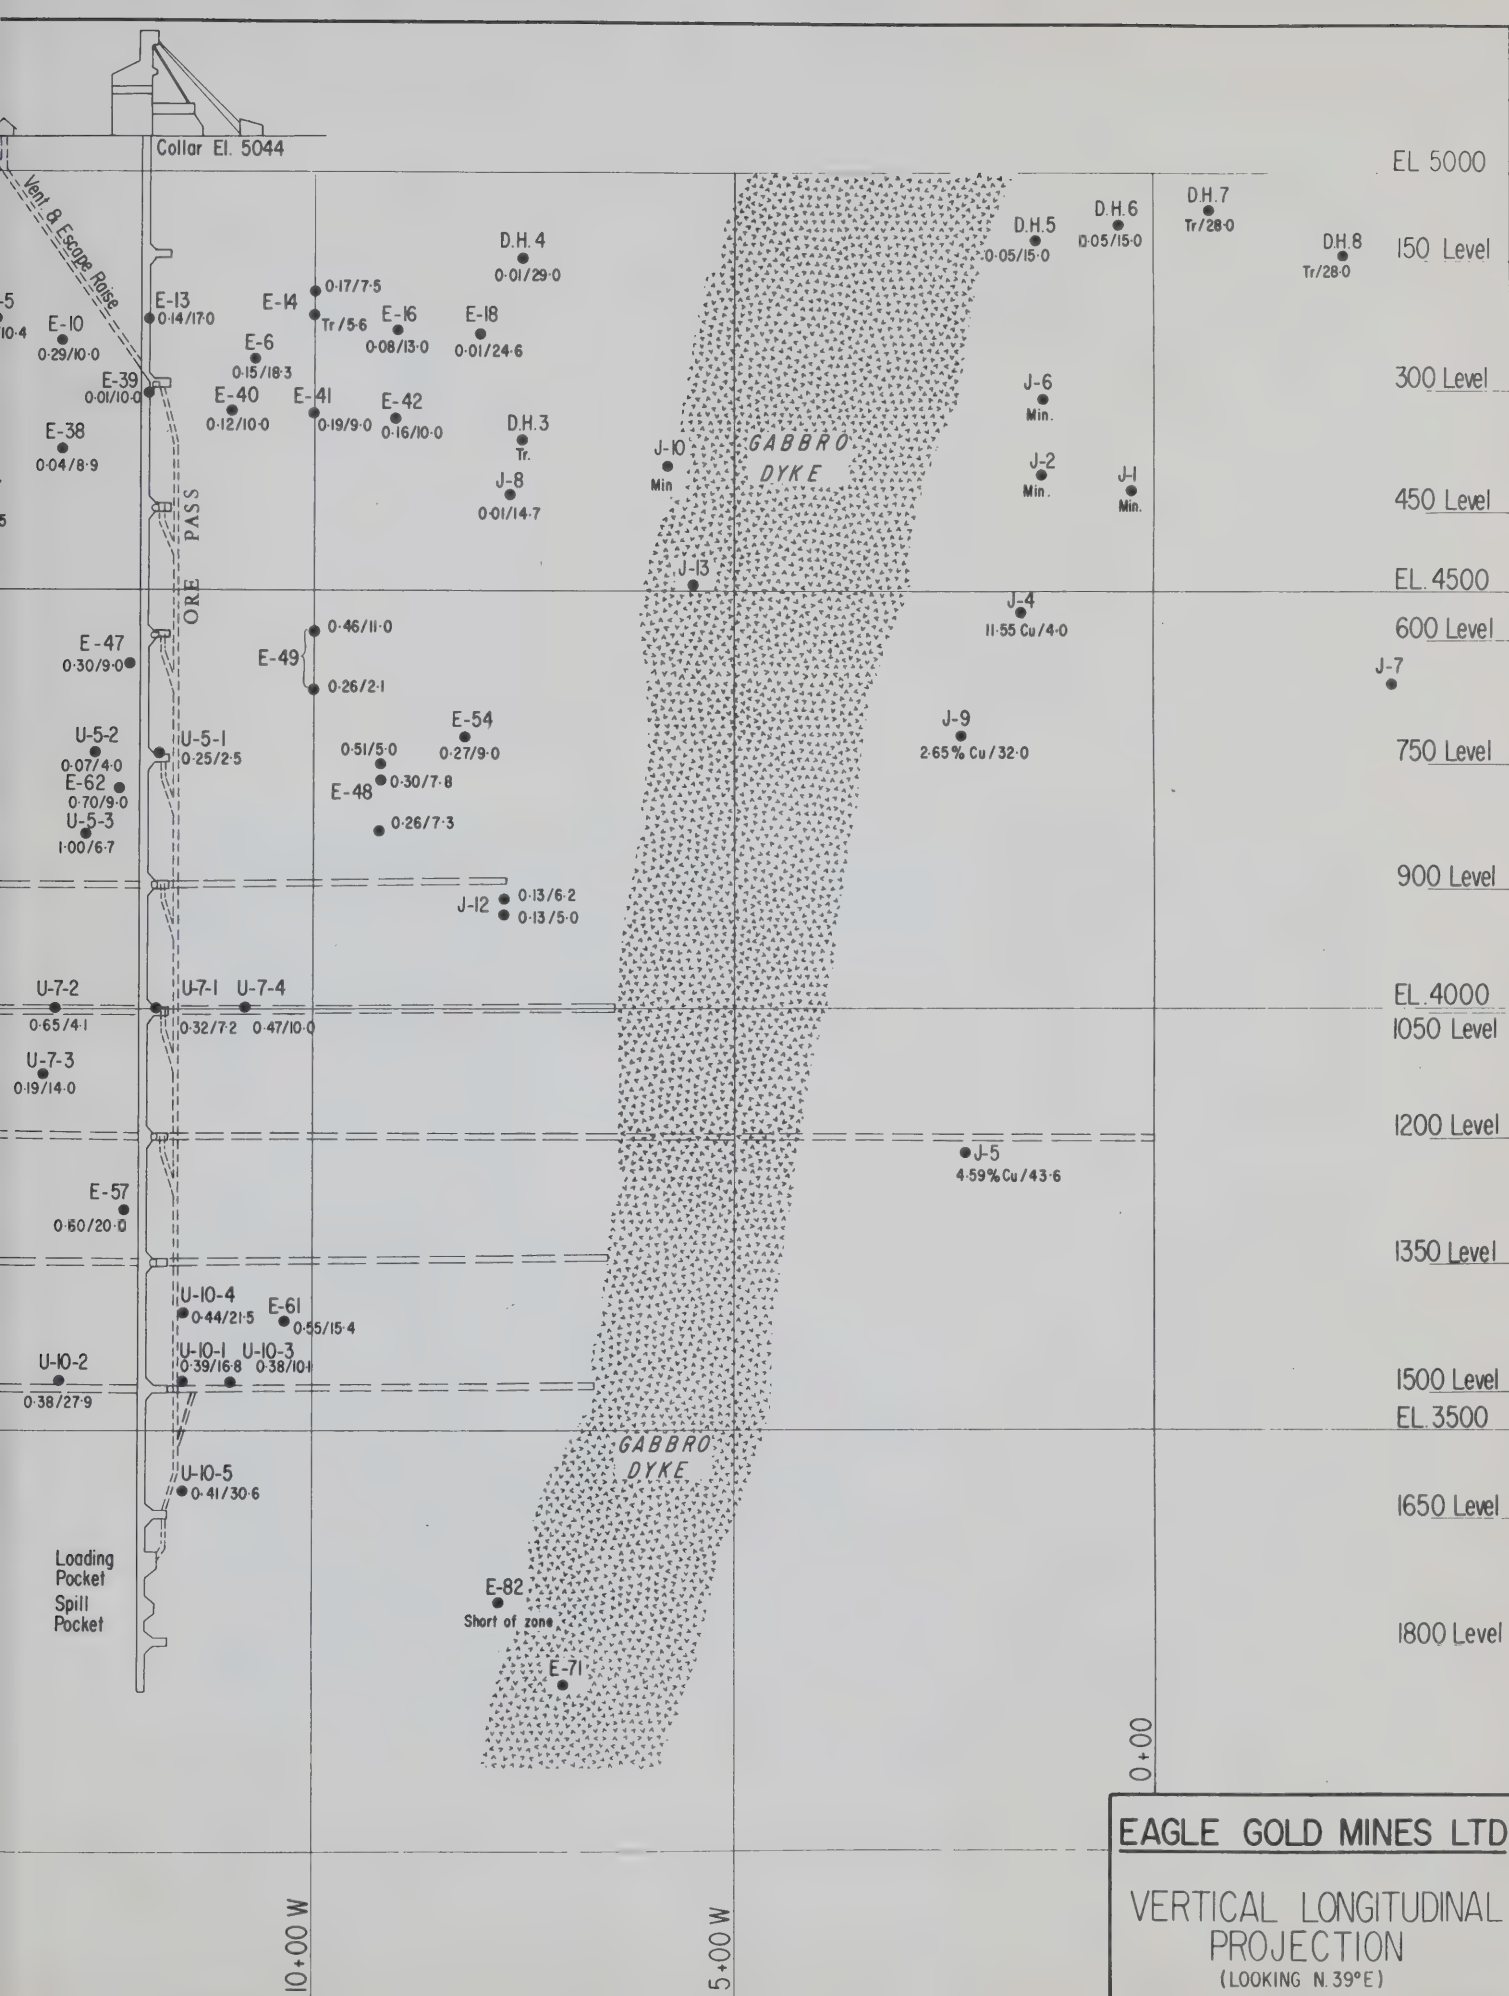 Collar El. 5044
EL 5000
Vent. & Escape Raise
D.H. 7
Tr/28·0
D.H. 6
0·05/15·0
D.H. 5
0·05/15·0
D.H. 4
0·01/29·0
D.H. 8
Tr/28·0
150 Level
-5
10·4
E-10
0·29/10·0
E-13
0·14/17·0
E-14
0·17/7·5
Tr/5·6
E-16
0·08/13·0
E-18
0·01/24·6
E-6
0·15/18·3
E-39
0·01/10·0
E-40
0·12/10·0
E-41
0·19/9·0
E-42
0·16/10·0
J-6
Min.
300 Level
E-38
0·04/8·9
D.H.3
Tr.
J-10
Min
GABBRO
DYKE
J-2
Min.
J-1
Min.
J-8
0·01/14·7
450 Level
5
ORE PASS
J-13
EL. 4500
J-4
11·55 Cu/4·0
600 Level
E-47
0·30/9·0
E-49
0·46/11·0
0·26/2·1
J-7
U-5-2
0·07/4·0
U-5-1
0·25/2·5
E-54
0·27/9·0
J-9
2·65% Cu/32·0
750 Level
E-62
0·70/9·0
0·51/5·0
E-48
0·30/7·8
0·26/7·3
U-5-3
1·00/6·7
900 Level
J-12
0·13/6·2
0·13/5·0
U-7-2
0·65/4·1
U-7-1
0·32/7·2
U-7-4
0·47/10·0
EL. 4000
1050 Level
U-7-3
0·19/14·0
1200 Level
J-5
4·59% Cu/43·6
E-57
0·60/20·0
1350 Level
U-10-4
0·44/21·5
E-61
0·55/15·4
U-10-2
0·38/27·9
U-10-1
0·39/16·8
U-10-3
0·38/10·1
1500 Level
EL. 3500
GABBRO
DYKE
U-10-5
0·41/30·6
1650 Level
Loading
Pocket
Spill
Pocket
E-82
Short of zone
1800 Level
E-71
0+00
10+00 W
5+00 W
EAGLE GOLD MINES LTD
VERTICAL LONGITUDINAL
PROJECTION
(LOOKING N. 39°E)